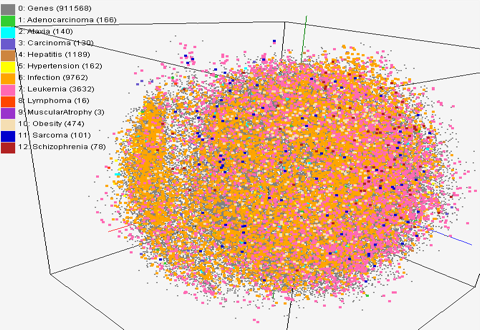 0: Genes (911568)
1: Adenocarcinoma (166)
2: Ataxia (140)
3: Carcinoma (130)
4: Hepatitis (1189)
5: Hypertension (162)
6: Infection (9762)
7: Leukemia (3632)
8: Lymphoma (16)
9: MuscularAtrophy (3)
10: Obesity (474)
11: Sarcoma (101)
12: Schizophrenia (78)